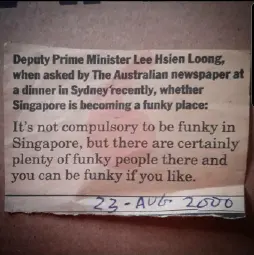 Deputy Prime Minister Lee Hsien Loong,
when asked by The Australian newspaper at
a dinner in Sydney recently, whether
Singapore is becoming a funky place:
It's not compulsory to be funky in
Singapore, but there are certainly
plenty of funky people there and
you can be funky if you like.
23-AUG 2000